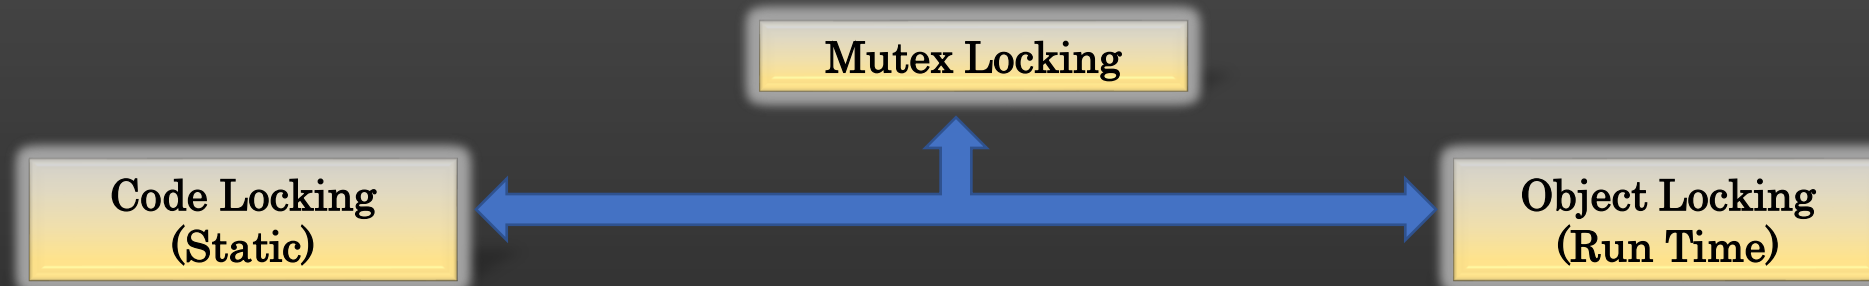 Mutex Locking
Code Locking
(Static)
Object Locking
(Run Time)